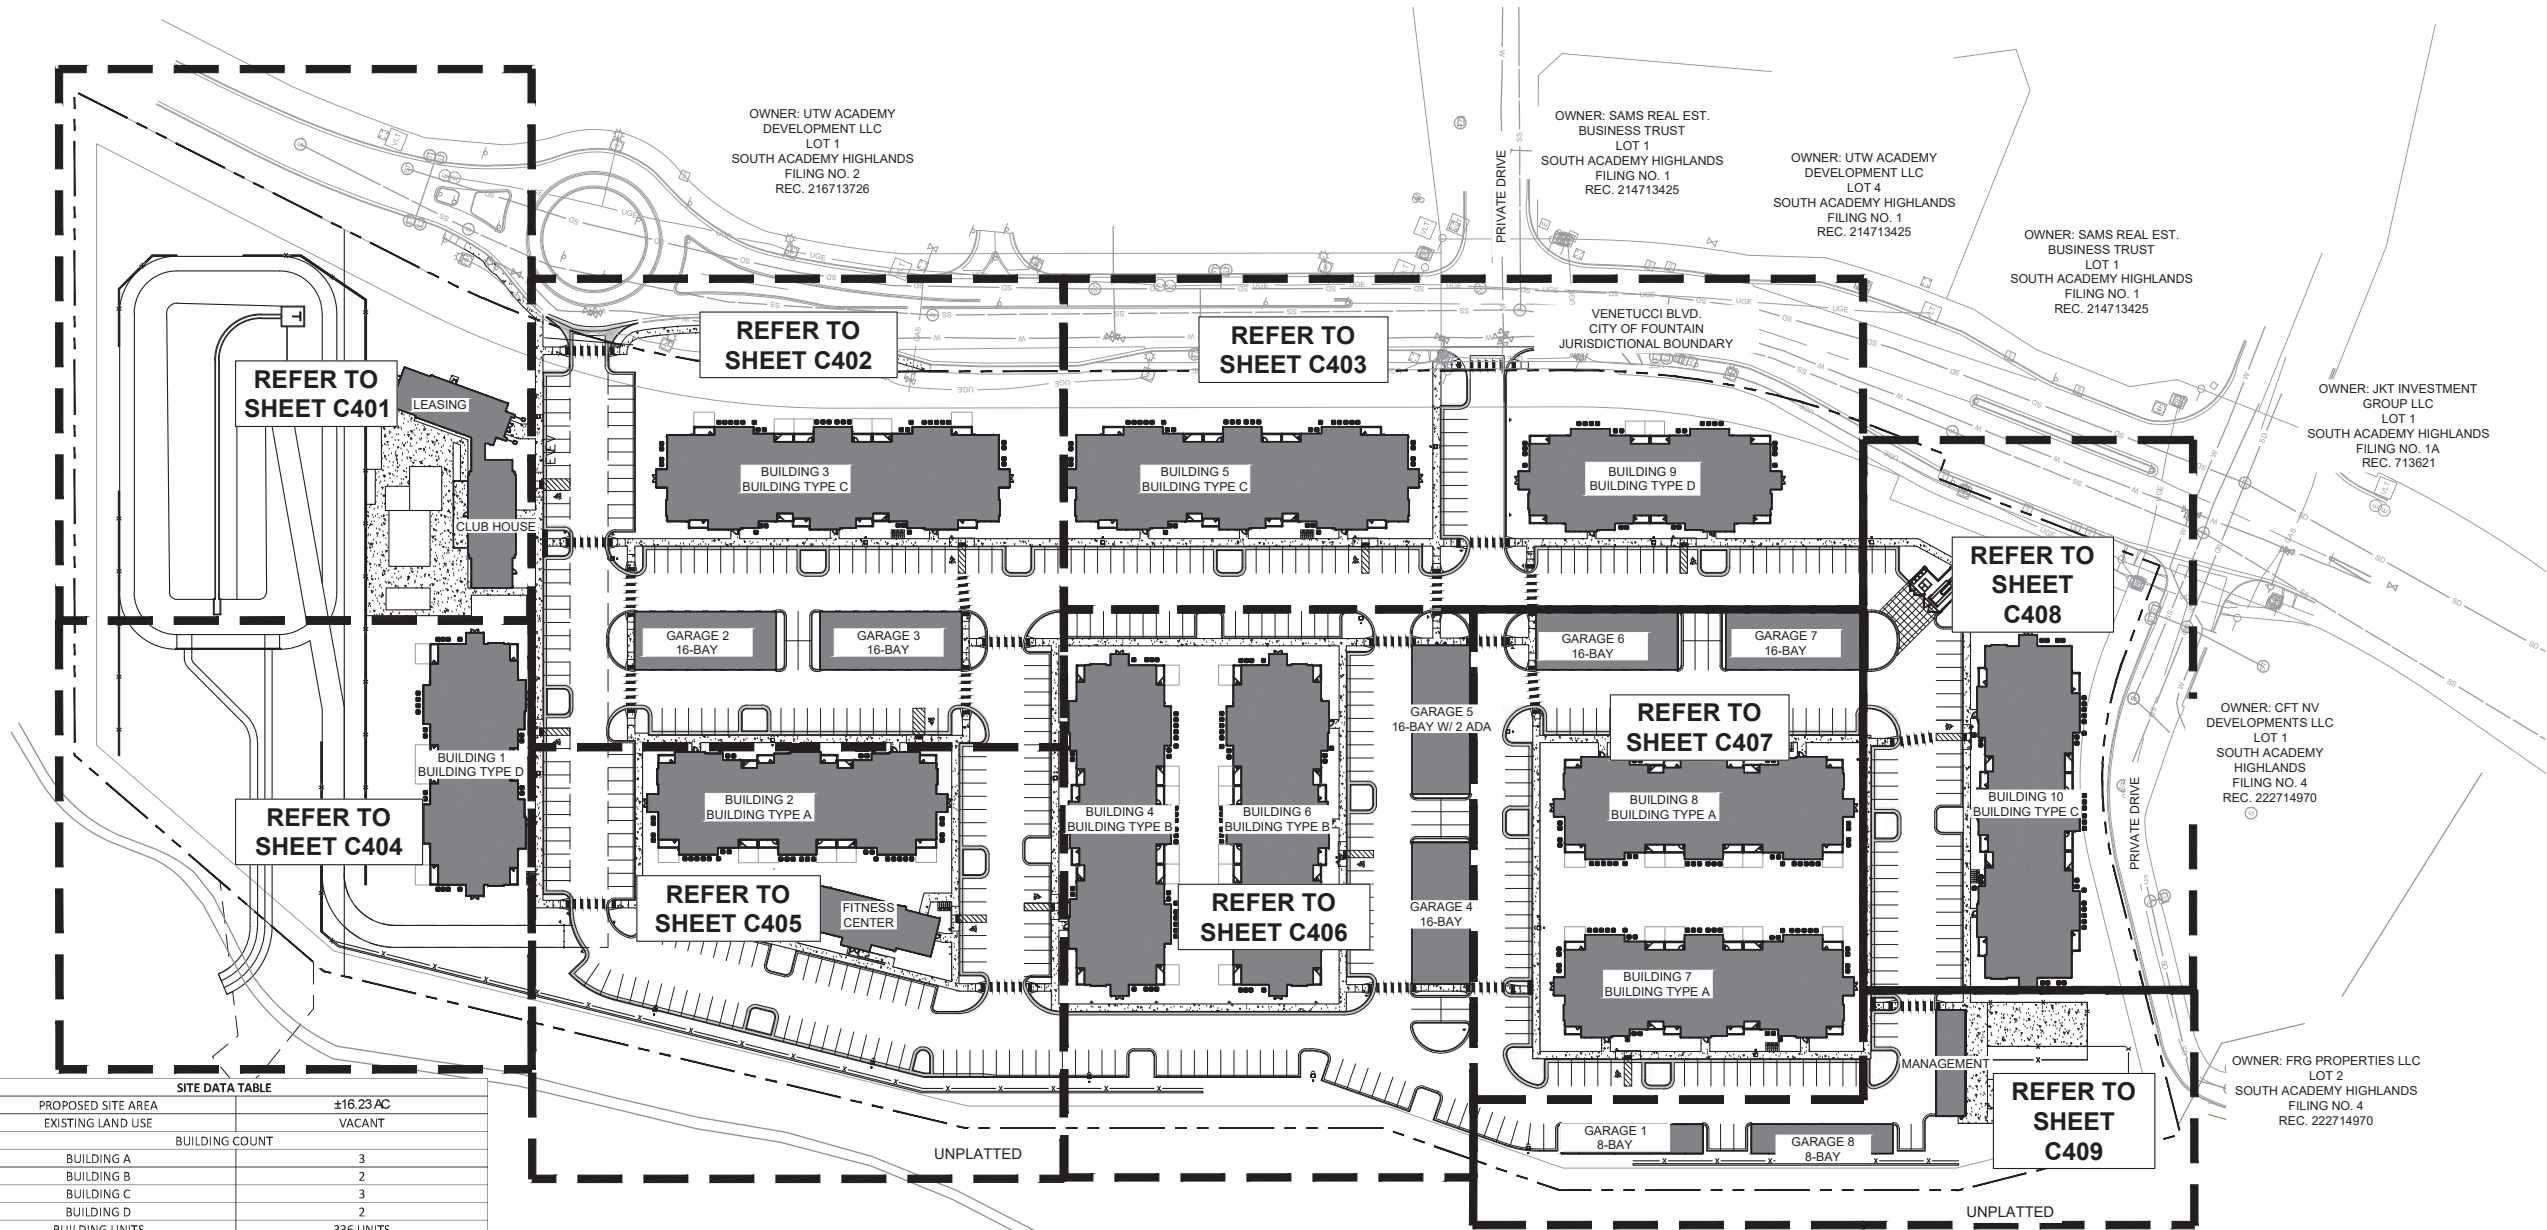 OWNER: UTW ACADEMY
DEVELOPMENT LLC
LOT 1
SOUTH ACADEMY HIGHLANDS
FILING NO. 2
REC. 216713726
OWNER: SAMS REAL EST.
BUSINESS TRUST
LOT 1
SOUTH ACADEMY HIGHLANDS
FILING NO. 1
REC. 214713425
PRIVATE DRIVE
OWNER: UTW ACADEMY
DEVELOPMENT LLC
LOT 4
SOUTH ACADEMY HIGHLANDS
FILING NO. 1
REC. 214713425
OWNER: SAMS REAL EST.
BUSINESS TRUST
LOT 1
SOUTH ACADEMY HIGHLANDS
FILING NO. 1
REC. 214713425
VENETUCCI BLVD.
CITY OF FOUNTAIN
JURISDICTIONAL BOUNDARY
OWNER: JKT INVESTMENT
GROUP LLC
LOT 1
SOUTH ACADEMY HIGHLANDS
FILING NO. 1A
REC. 713621
REFER TO
SHEET C401
REFER TO
SHEET C402
REFER TO
SHEET C403
LEASING
CLUB HOUSE
EV EV
BUILDING 3
BUILDING TYPE C
BUILDING 5
BUILDING TYPE C
BUILDING 9
BUILDING TYPE D
REFER TO
SHEET
C408
GARAGE 2
16-BAY
GARAGE 3
16-BAY
GARAGE 6
16-BAY
GARAGE 7
16-BAY
GARAGE 5
16-BAY W/ 2 ADA
REFER TO
SHEET C407
OWNER: CFT NV
DEVELOPMENTS LLC
LOT 1
SOUTH ACADEMY
HIGHLANDS
FILING NO. 4
REC. 222714970
PRIVATE DRIVE
BUILDING 1
BUILDING TYPE D
REFER TO
SHEET C404
BUILDING 2
BUILDING TYPE A
BUILDING 4
BUILDING TYPE B
BUILDING 6
BUILDING TYPE B
BUILDING 8
BUILDING TYPE A
BUILDING 10
BUILDING TYPE C
REFER TO
SHEET C405
FITNESS
CENTER
REFER TO
SHEET C406
GARAGE 4
16-BAY
BUILDING 7
BUILDING TYPE A
MANAGEMENT
REFER TO
SHEET
C409
OWNER: FRG PROPERTIES LLC
LOT 2
SOUTH ACADEMY HIGHLANDS
FILING NO. 4
REC. 222714970
GARAGE 1
8-BAY
GARAGE 8
8-BAY
UNPLATTED
UNPLATTED
SITE DATA TABLE
PROPOSED SITE AREA ±16.23 AC
EXISTING LAND USE VACANT
BUILDING COUNT
BUILDING A 3
BUILDING B 2
BUILDING C 3
BUILDING D 2
BUILDING UNITS 336 UNITS